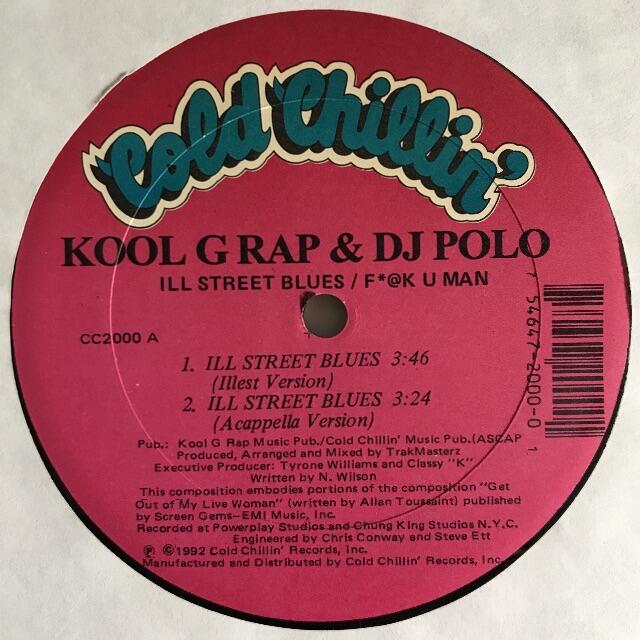 Cold Chillin'
KOOL G RAP & DJ POLO
ILL STREET BLUES / F*@K U MAN
CC2000 A
1. ILL STREET BLUES 3:46
(Illest Version)
2. ILL STREET BLUES 3:24
(Acappella Version)
7 54647-2000-0 1
Pub.: Kool G Rap Music Pub./Cold Chillin' Music Pub.(ASCAP
Produced, Arranged and Mixed by TrakMasterz
Executive Producer: Tyrone Williams and Classy "K"
Written by N. Wilson
This composition embodies portions of the composition "Get
Out of My Live Woman" (written by Allan Toussaint) published
by Screen Gems-EMI Music, Inc.
Recorded at Powerplay Studios and Chung King Studios N.Y.C.
Engineered by Chris Conway and Steve Ett
℗ ©1992 Cold Chillin' Records, Inc.
Manufactured and Distributed by Cold Chillin' Records, Inc.